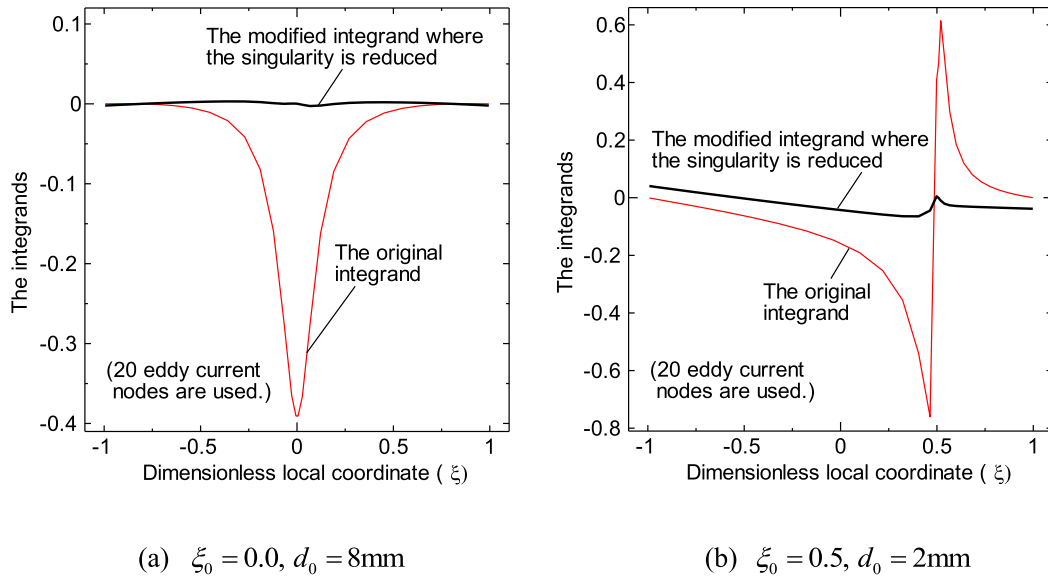 0.1
0
-0.1
-0.2
-0.3
-0.4
The integrands
The modified integrand where
the singularity is reduced
The original
integrand
(20 eddy current
nodes are used.)
-1
-0.5
0
0.5
1
Dimensionless local coordinate ( ξ)
0.6
0.4
0.2
0
-0.2
-0.4
-0.6
-0.8
The integrands
The modified integrand where
the singularity is reduced
The original
integrand
(20 eddy current
nodes are used.)
-1
-0.5
0
0.5
1
Dimensionless local coordinate ( ξ)
(a) ξ₀ = 0.0, d₀ = 8mm
(b) ξ₀ = 0.5, d₀ = 2mm